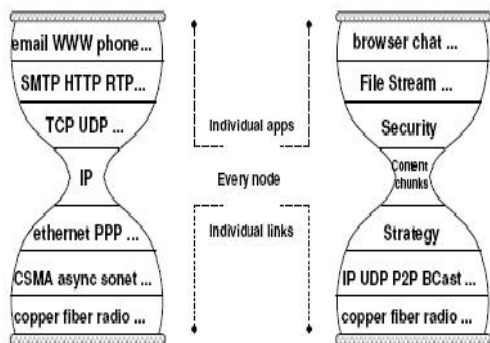 email WWW phone ...
SMTP HTTP RTP...
TCP UDP ...
IP
ethernet PPP ...
CSMA async sonet ...
copper fiber radio ...
Individual apps
Every node
Individual links
browser chat ...
File Stream ...
Security
Content
chunks
Strategy
IP UDP P2P BCast ...
copper fiber radio ...